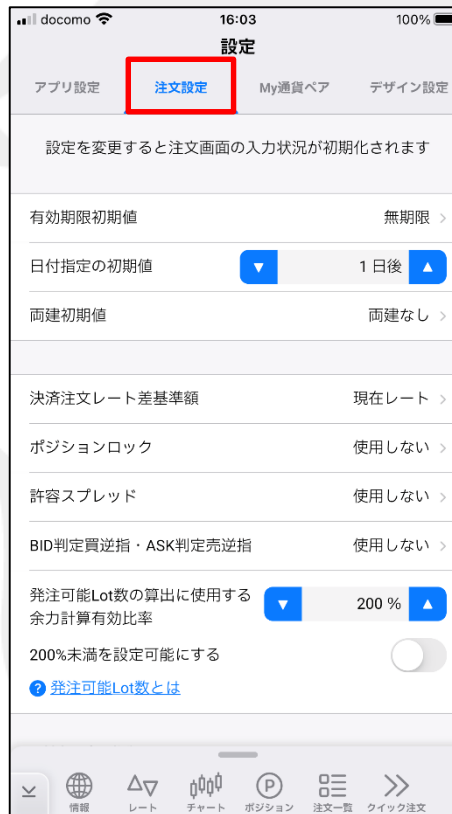 docomo 16:03 100%
設定
アプリ設定 注文設定 My通貨ペア デザイン設定
設定を変更すると注文画面の入力状況が初期化されます
有効期限初期値 無期限
日付指定の初期値 ▼ 1 日後 ▲
両建初期値 両建なし
決済注文レート差基準額 現在レート
ポジションロック 使用しない
許容スプレッド 使用しない
BID判定買逆指・ASK判定売逆指 使用しない
発注可能Lot数の算出に使用する
余力計算有効比率 ▼ 200 % ▲
200%未満を設定可能にする
? 発注可能Lot数とは
情報 レート チャート P ポジション 注文一覧 クイック注文